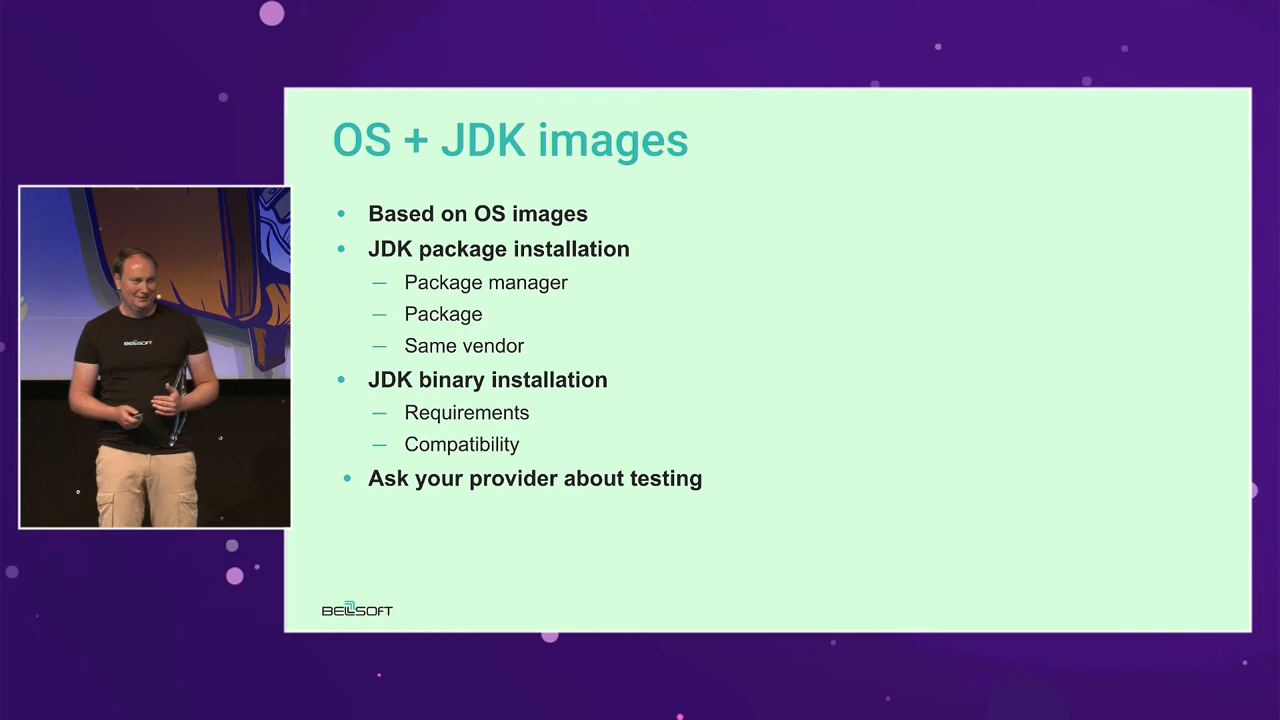 OS + JDK images
• Based on OS images
• JDK package installation
— Package manager
— Package
— Same vendor
• JDK binary installation
— Requirements
— Compatibility
• Ask your provider about testing
BELLSOFT
BELLSOFT